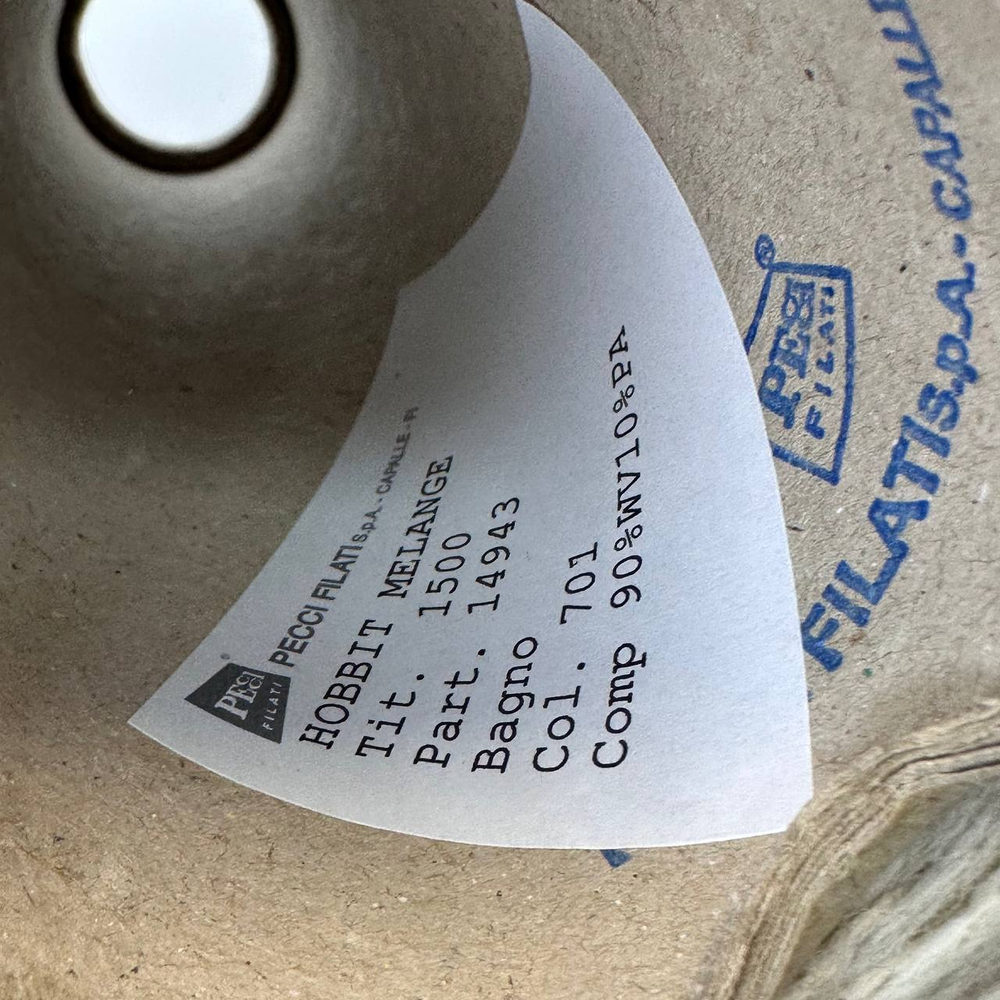 PECCI
FILATI
®
PECCI FILATI s.p.A. - CAPALLE - FI
HOBBIT MELANGE
Tit. 1500
Part. 14943
Bagno
Col. 701
Comp 90%WV10%PA
®
PECCI
FILATI
FILATI s.p.A. - CAPALLE